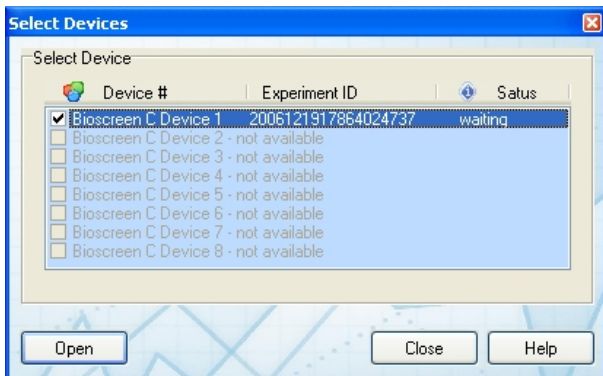 Select Devices
Select Device
Device # Experiment ID Satus
Bioscreen C Device 1 2006121917864024737 waiting
Bioscreen C Device 2 - not available
Bioscreen C Device 3 - not available
Bioscreen C Device 4 - not available
Bioscreen C Device 5 - not available
Bioscreen C Device 6 - not available
Bioscreen C Device 7 - not available
Bioscreen C Device 8 - not available
Open Close Help